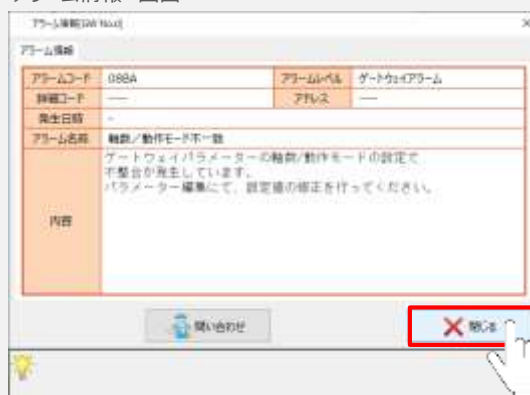 アラーム情報 画面
アラーム情報[GW No.0]
アラーム情報
アラームコード 088A アラームレベル ゲートウェイアラーム
詳細コード ---- アドレス ----
発生日時 -
アラーム名称 軸数／動作モード不一致
内容 ゲートウェイパラメーターの軸数/動作モードの設定で
不整合が発生しています。
パラメーター編集にて、設定値の修正を行ってください。
問い合わせ 閉じる